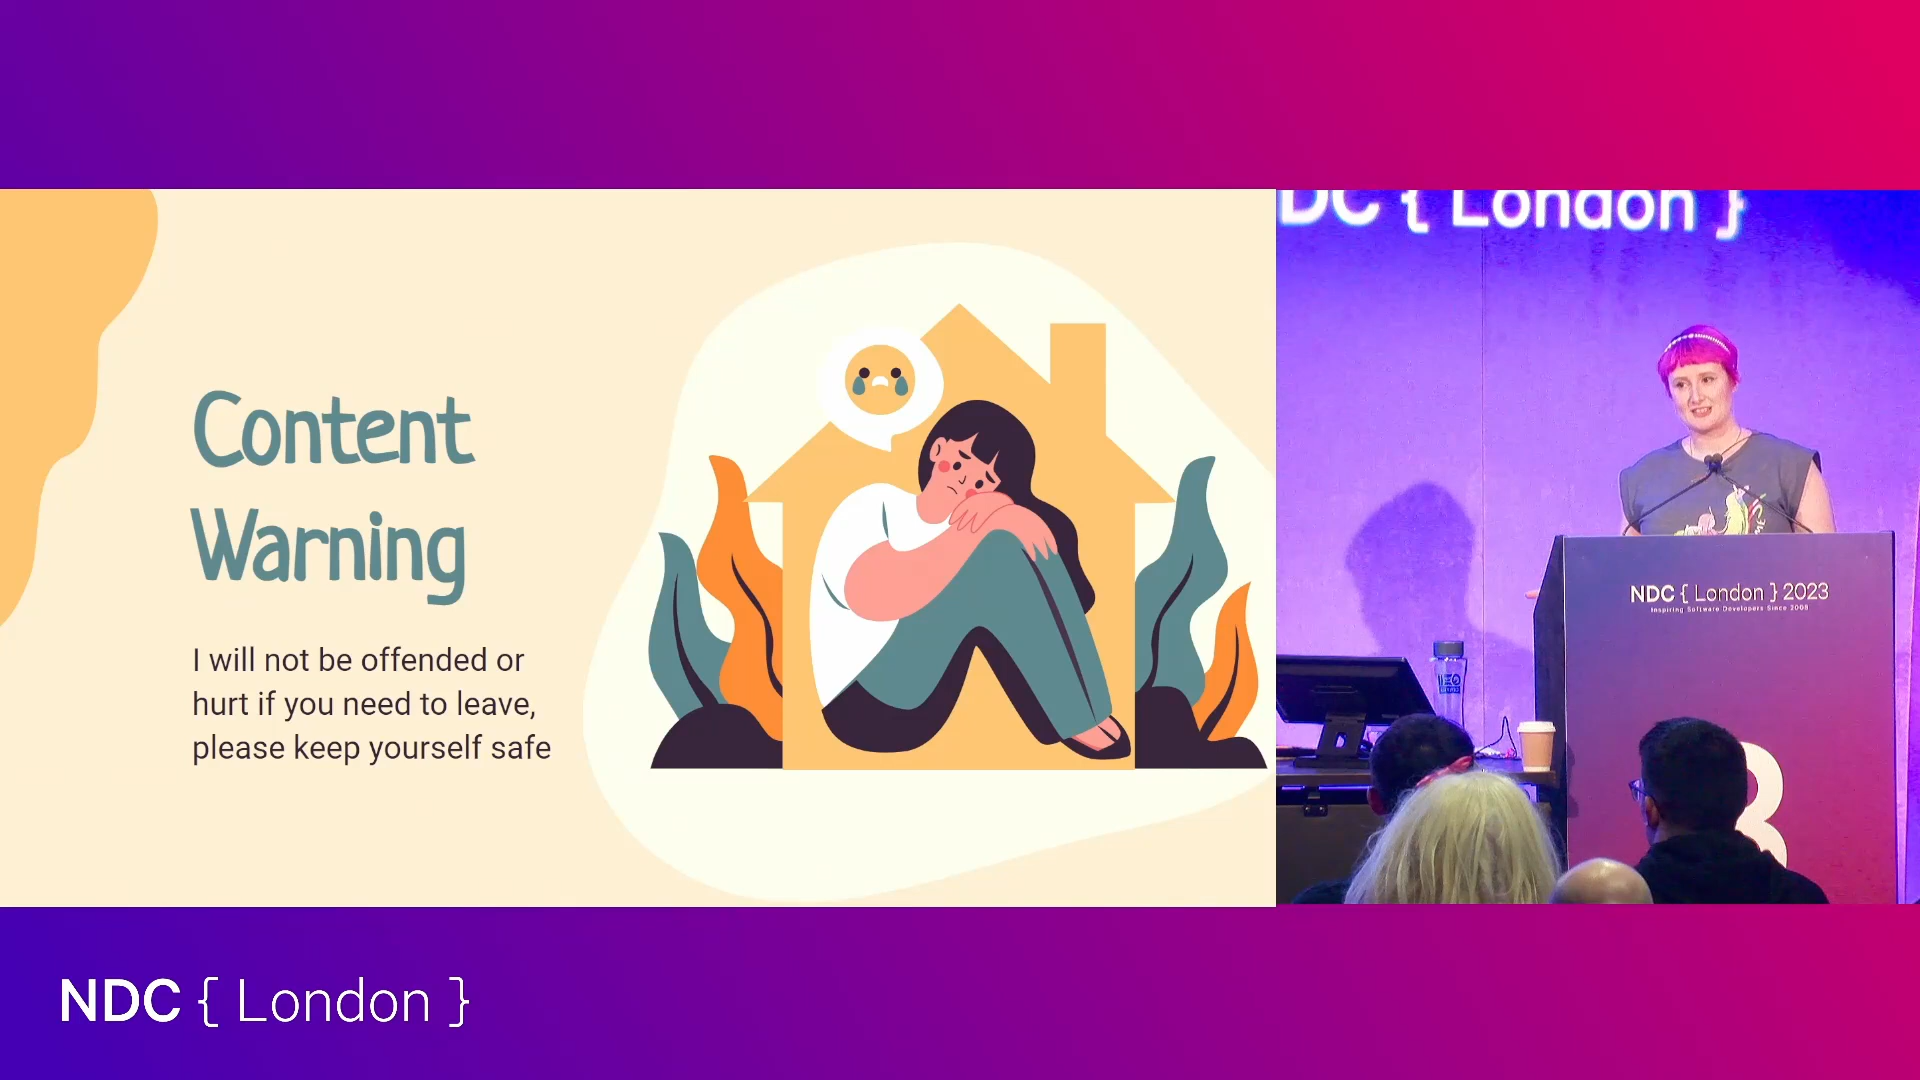 Content
Warning
I will not be offended or
hurt if you need to leave,
please keep yourself safe
DC { London }
NDC { London } 2023
Inspiring Software Developers Since 2008
NDC { London }